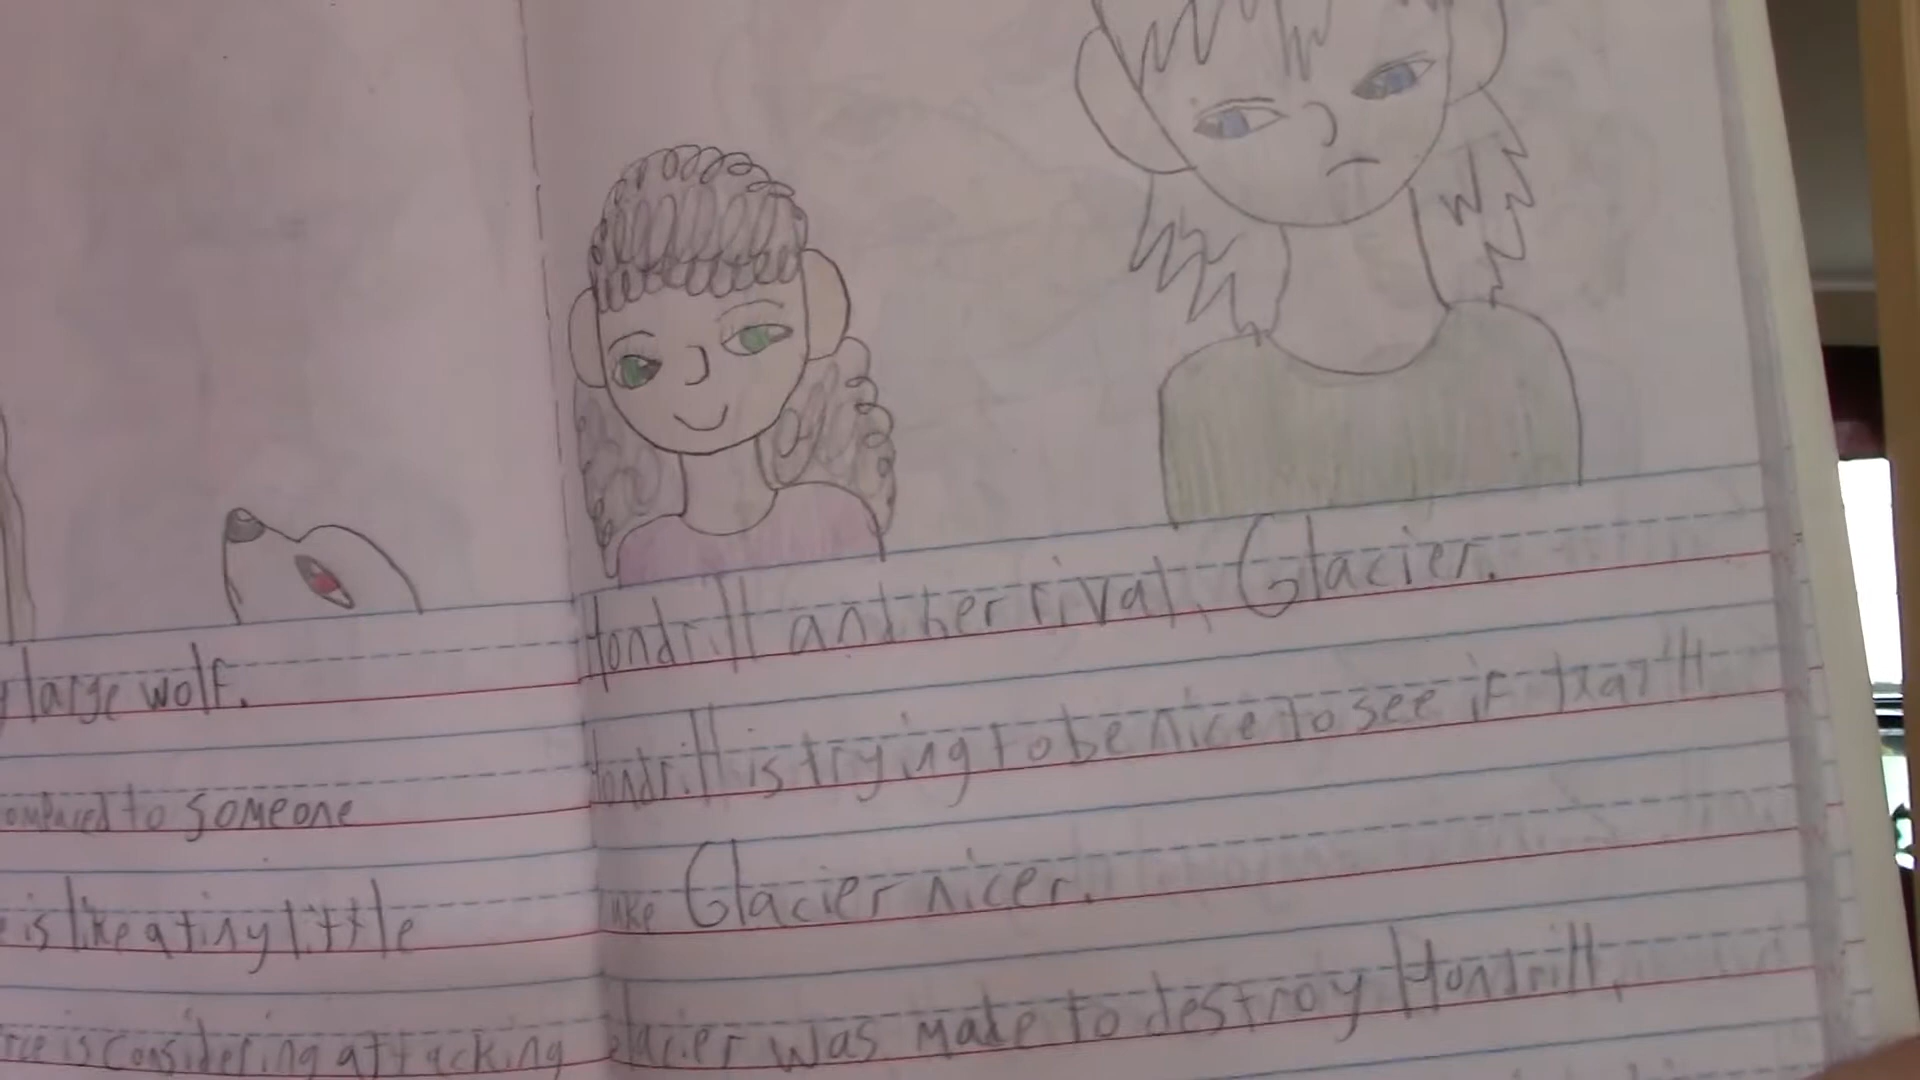 large wolf.
compared to someone
is like a tiny little
is considering attacking
Hondrill and her rival, Glacier.
Hondrill is trying to be nice to see if that'll
make Glacier nicer.
Glacier was made to destroy Hondrill,